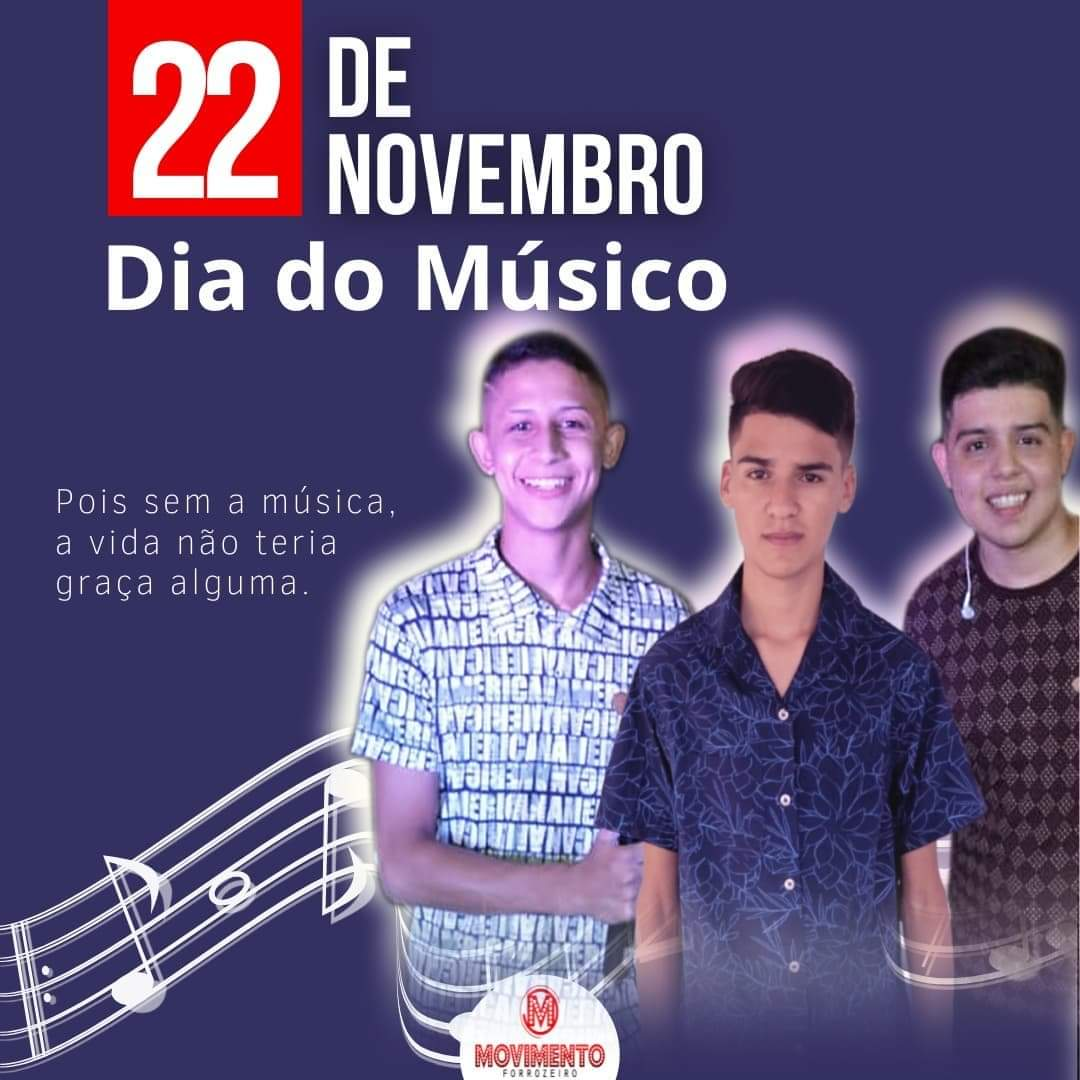 22
DE
NOVEMBRO
Dia do Músico
Pois sem a música,
a vida não teria
graça alguma.
M
MOVIMENTO
FORROZEIRO